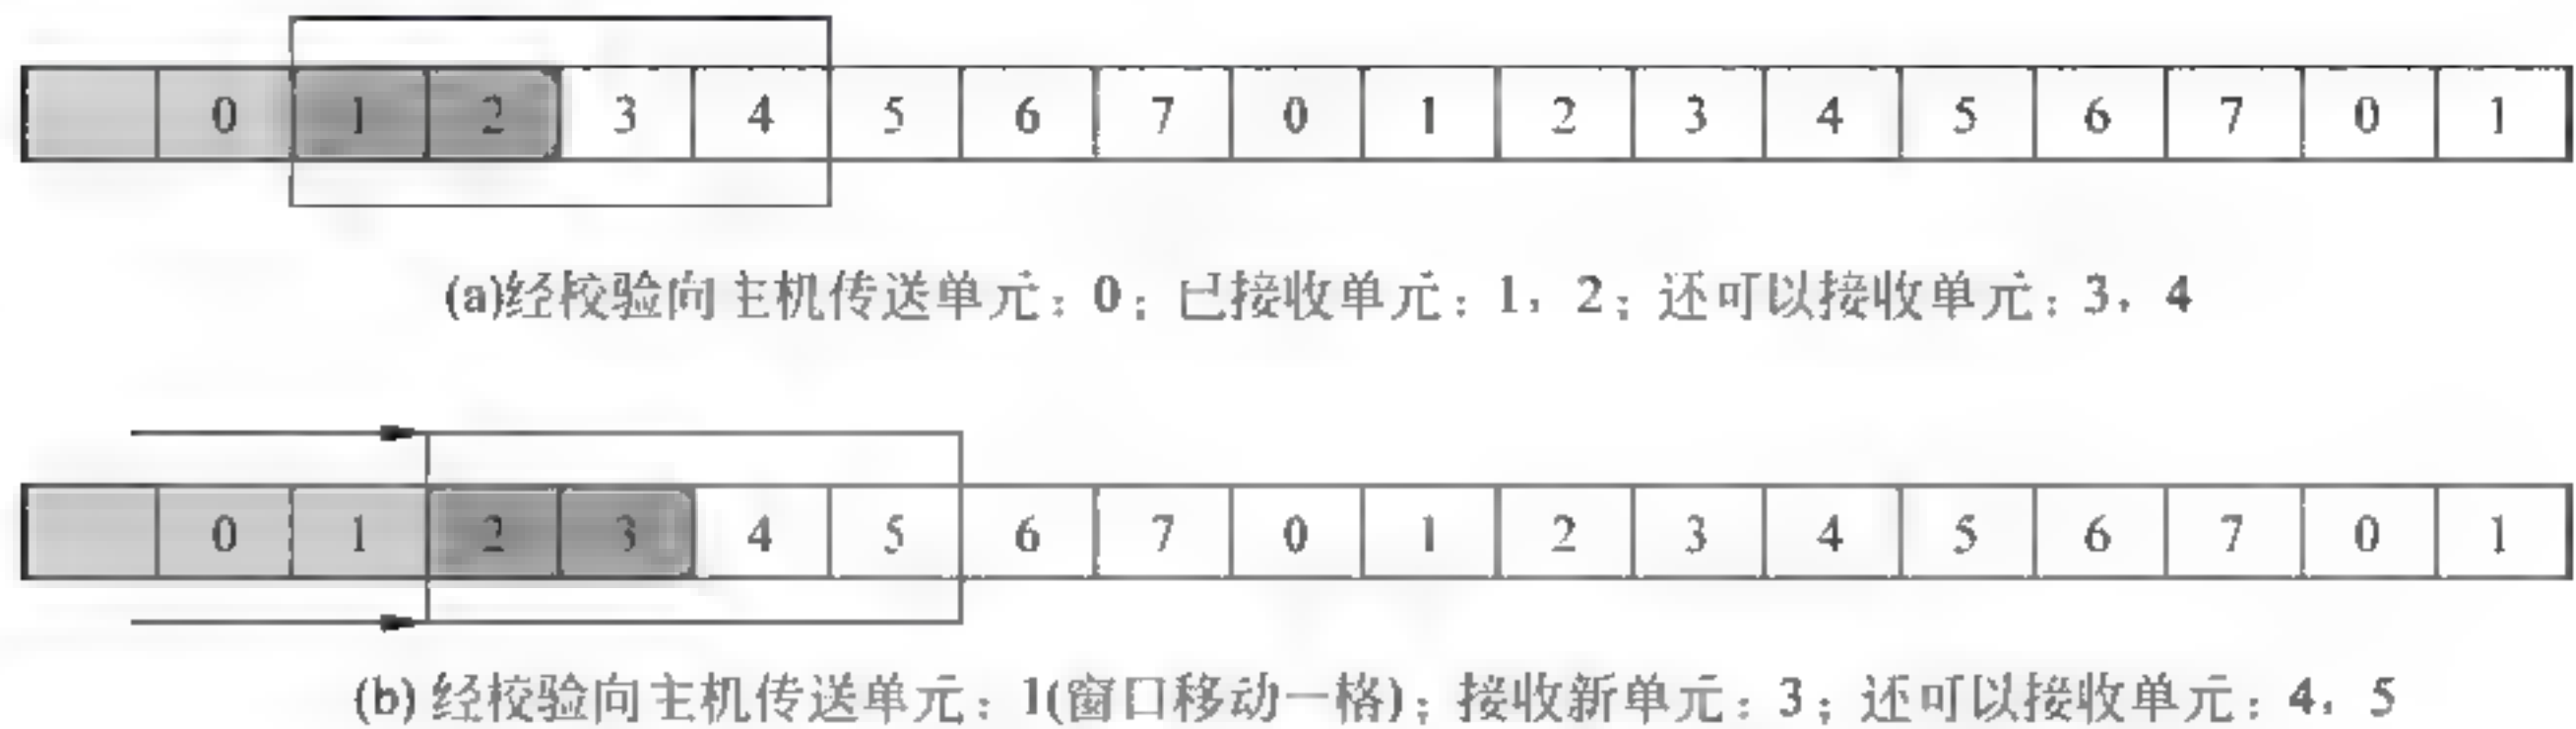 0 1 2 3 4 5 6 7 0 1 2 3 4 5 6 7 0 1
(a)经校验向主机传送单元：0；已接收单元：1，2；还可以接收单元：3，4
0 1 2 3 4 5 6 7 0 1 2 3 4 5 6 7 0 1
(b) 经校验向主机传送单元：1(窗口移动一格)；接收新单元：3；还可以接收单元：4，5